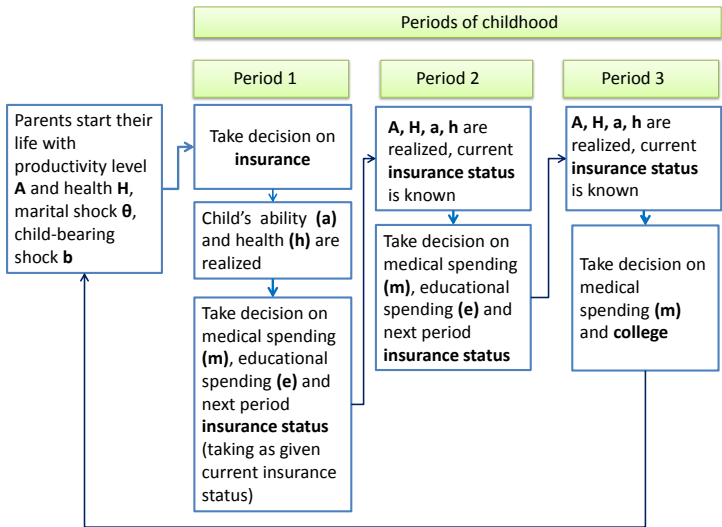 Periods of childhood
Period 1
Period 2
Period 3
Parents start their
life with
productivity level
A and health H,
marital shock θ,
child-bearing
shock b
Take decision on
insurance
Child's ability (a)
and health (h) are
realized
Take decision on
medical spending
(m), educational
spending (e) and
next period
insurance status
(taking as given
current insurance
status)
A, H, a, h are
realized, current
insurance status
is known
Take decision on
medical spending
(m), educational
spending (e) and
next period
insurance status
A, H, a, h are
realized, current
insurance status
is known
Take decision on
medical
spending (m)
and college